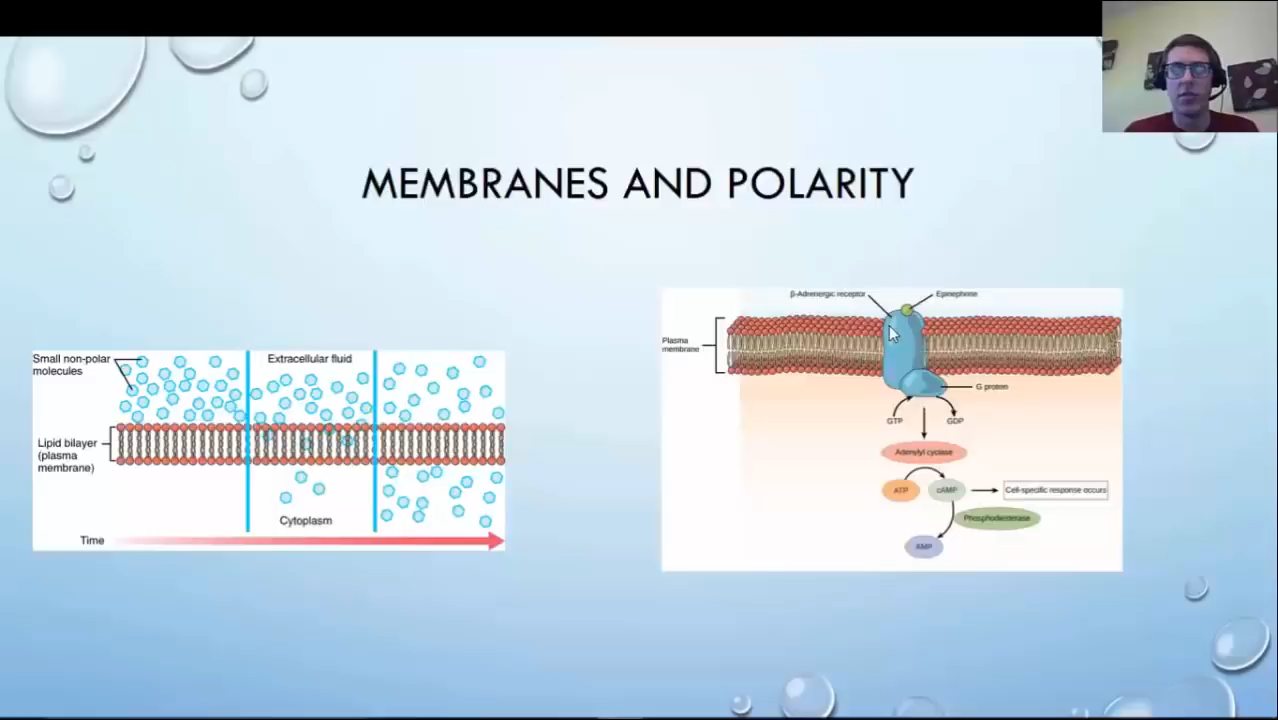 MEMBRANES AND POLARITY
Small non-polar
molecules
Extracellular fluid
Lipid bilayer
(plasma
membrane)
Cytoplasm
Time
β-Adrenergic receptor
Epinephrine
Plasma
membrane
G protein
GTP
GDP
Adenylyl cyclase
ATP
cAMP
Cell-specific response occurs
Phosphodiesterase
AMP